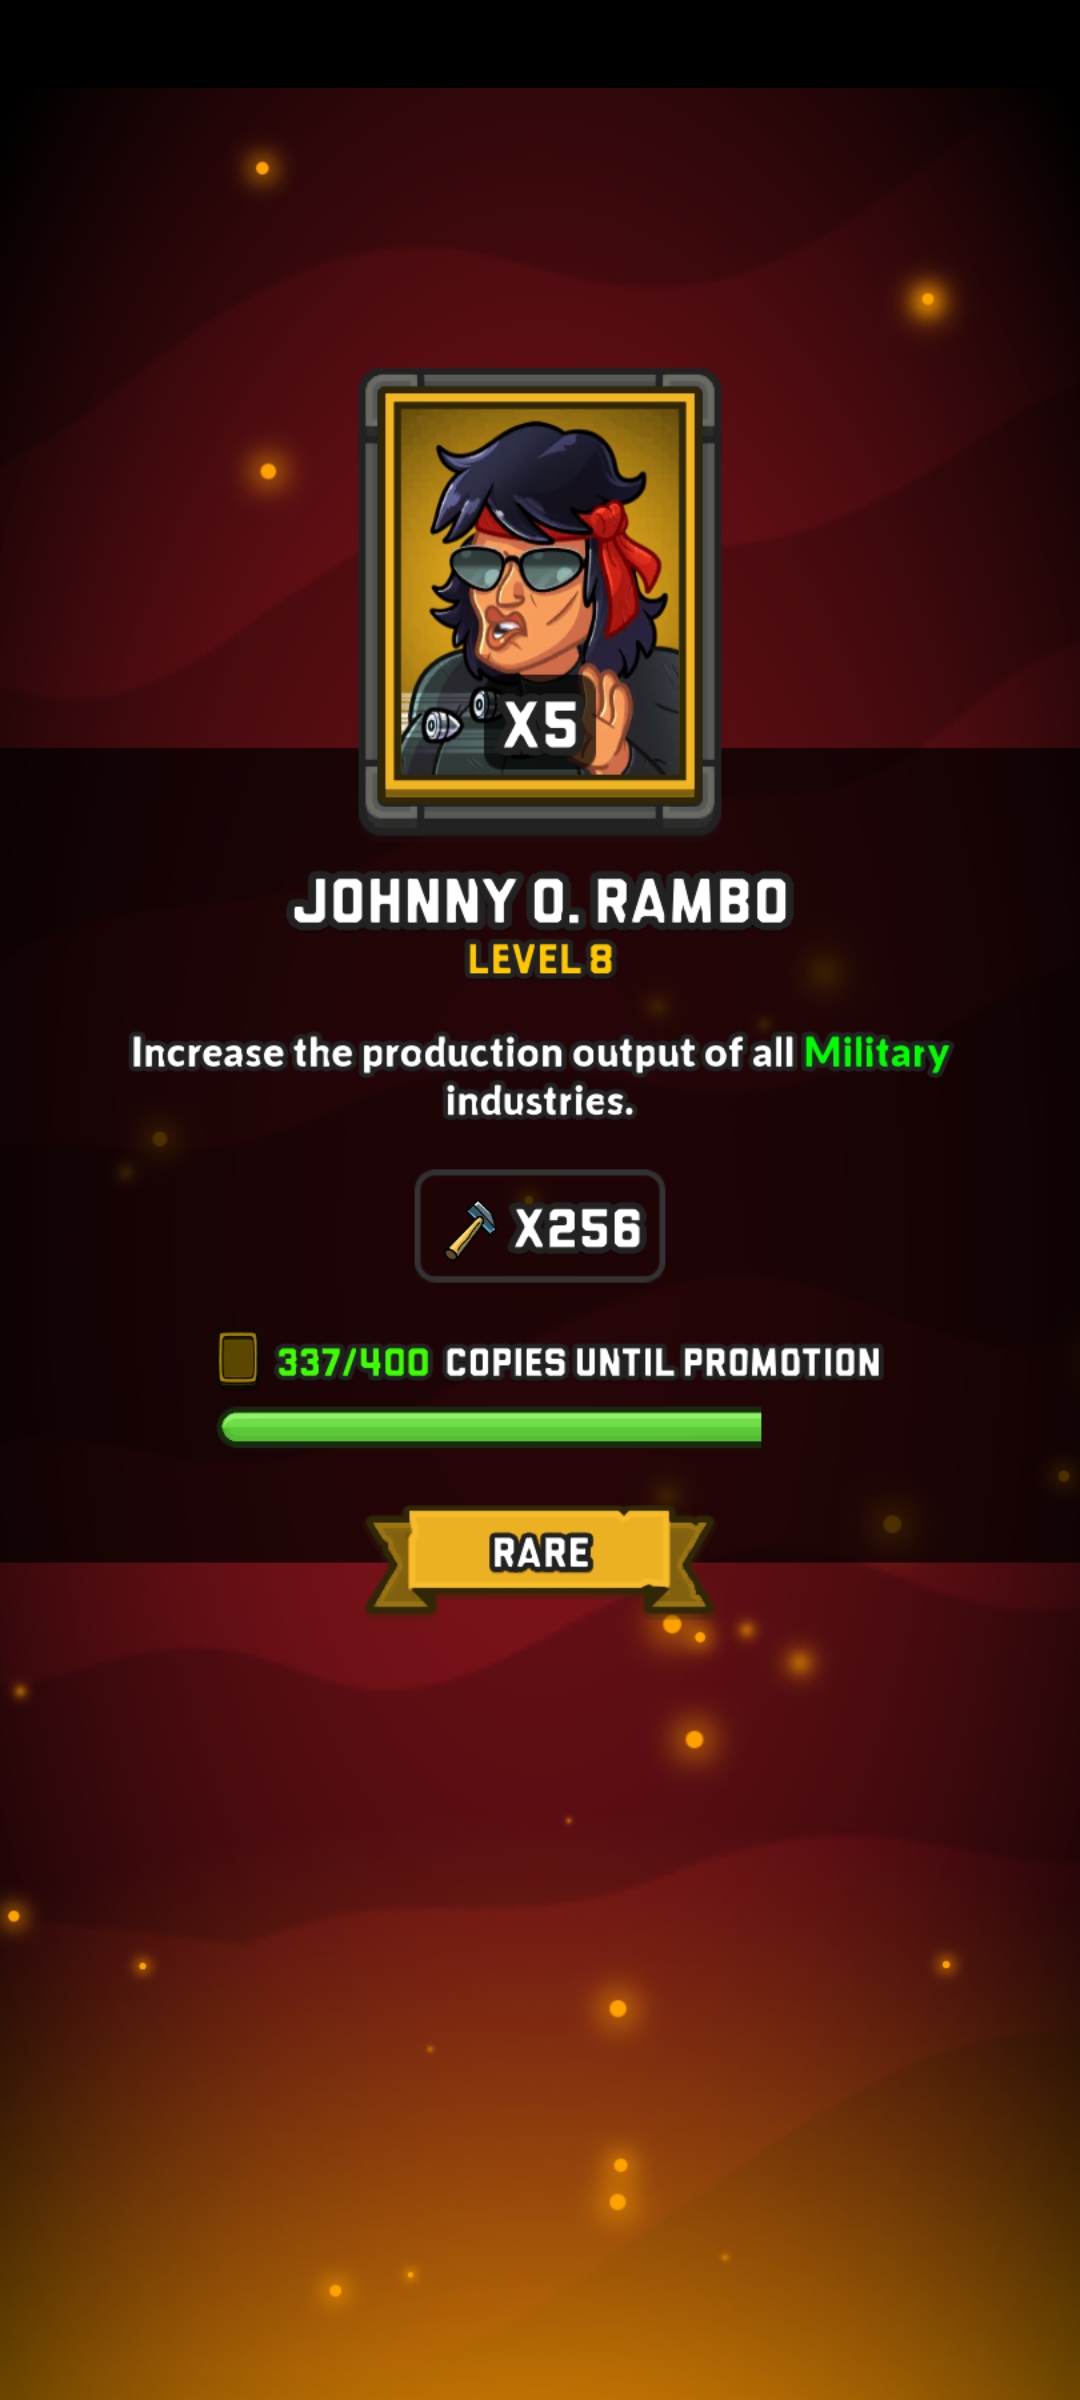 X5
JOHNNY O. RAMBO
LEVEL 8
Increase the production output of all Military
industries.
X256
337/400 COPIES UNTIL PROMOTION
RARE